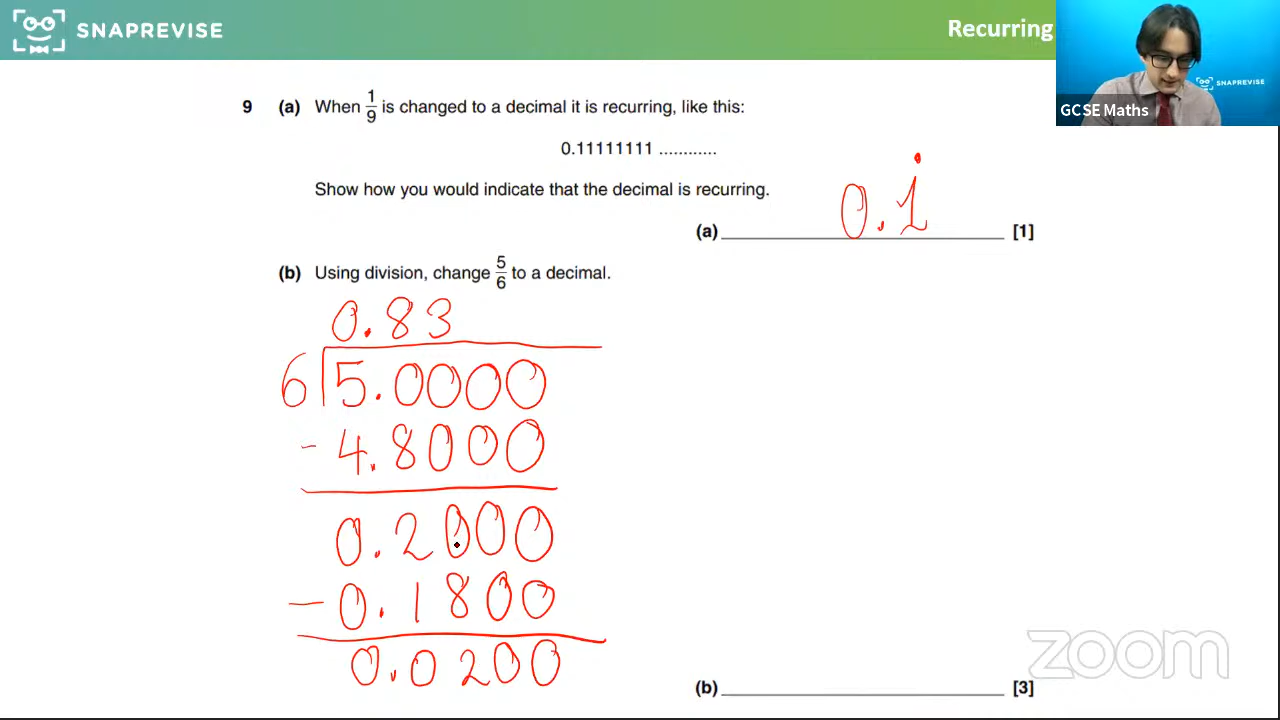 SNAPREVISE
Recurring
SNAPREVISE
GCSE Maths
9 (a) When 1/9 is changed to a decimal it is recurring, like this:
0.11111111 ............
Show how you would indicate that the decimal is recurring.
(a) 0.1̇ [1]
(b) Using division, change 5/6 to a decimal.
0.83
6 5.0000
- 4.8000
0.2000
- 0.1800
0.0200
(b) [3]
zoom